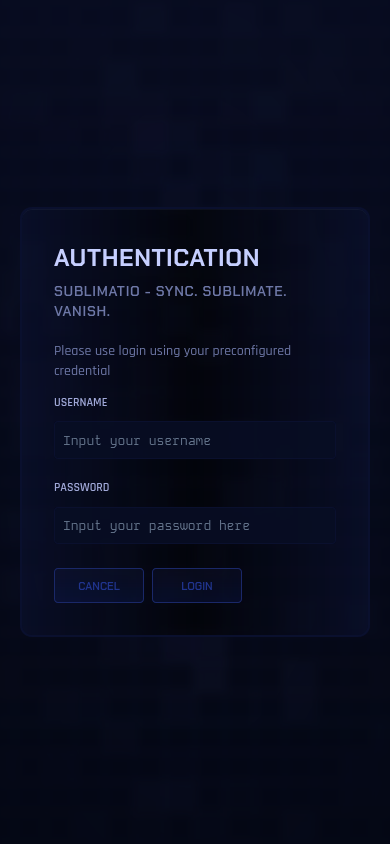 AUTHENTICATION
SUBLIMATIO - SYNC. SUBLIMATE.
VANISH.
Please use login using your preconfigured
credential
USERNAME
Input your username
PASSWORD
Input your password here
CANCEL LOGIN